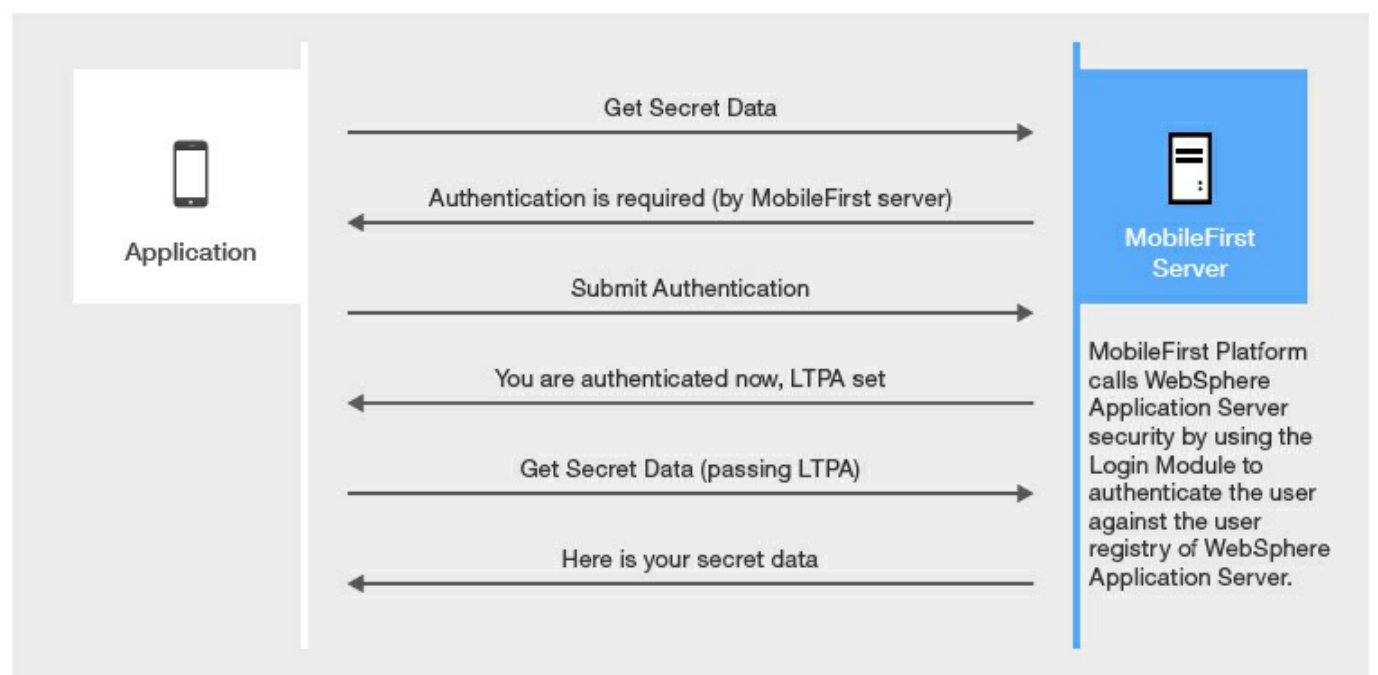 Get Secret Data
Authentication is required (by MobileFirst server)
Application
MobileFirst
Server
Submit Authentication
You are authenticated now, LTPA set
Get Secret Data (passing LTPA)
Here is your secret data
MobileFirst Platform
calls WebSphere
Application Server
security by using the
Login Module to
authenticate the user
against the user
registry of WebSphere
Application Server.